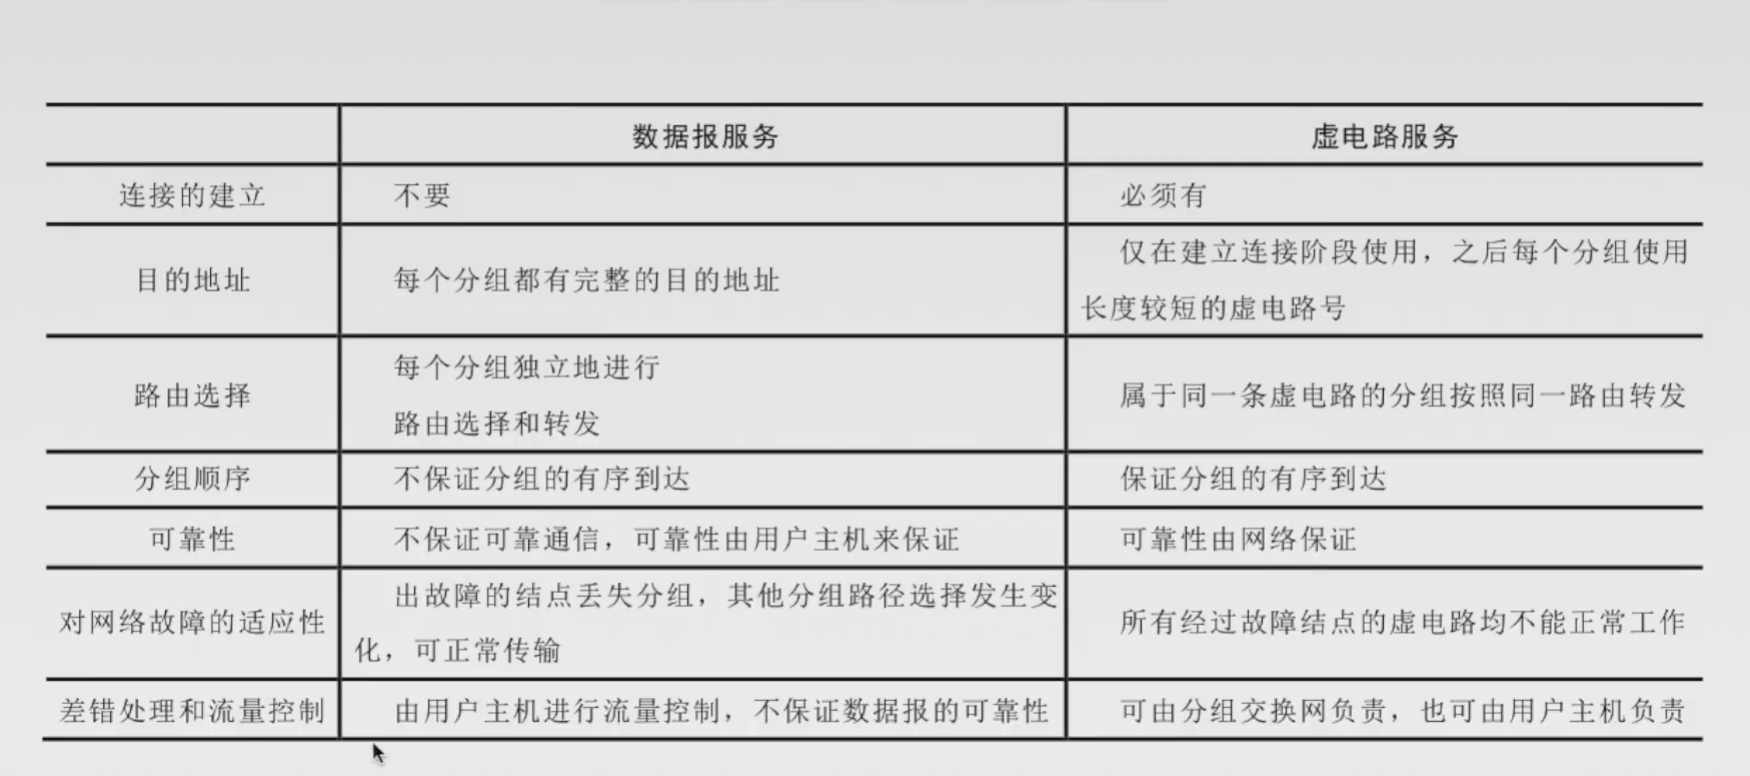 数据报服务
虚电路服务
连接的建立
不要
必须有
目的地址
每个分组都有完整的目的地址
仅在建立连接阶段使用，之后每个分组使用
长度较短的虚电路号
路由选择
每个分组独立地进行
路由选择和转发
属于同一条虚电路的分组按照同一路由转发
分组顺序
不保证分组的有序到达
保证分组的有序到达
可靠性
不保证可靠通信，可靠性由用户主机来保证
可靠性由网络保证
对网络故障的适应性
出故障的结点丢失分组，其他分组路径选择发生变
化，可正常传输
所有经过故障结点的虚电路均不能正常工作
差错处理和流量控制
由用户主机进行流量控制，不保证数据报的可靠性
可由分组交换网负责，也可由用户主机负责